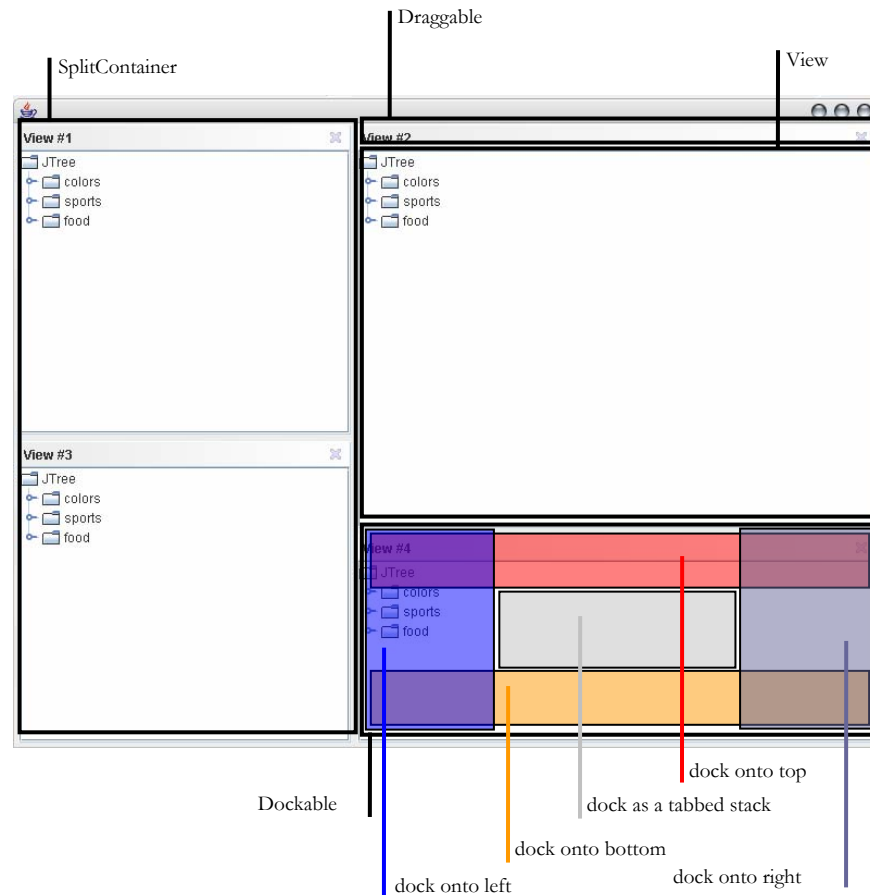 Draggable
SplitContainer
View
View #1
JTree
colors
sports
food
View #2
JTree
colors
sports
food
View #3
JTree
colors
sports
food
View #4
JTree
colors
sports
food
dock onto top
Dockable
dock as a tabbed stack
dock onto bottom
dock onto right
dock onto left